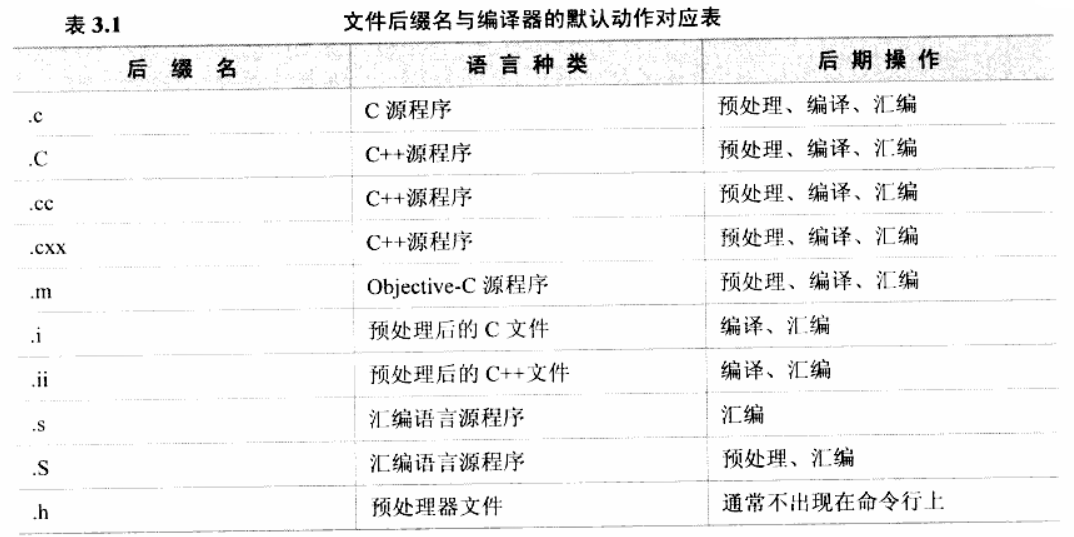 表 3.1 文件后缀名与编译器的默认动作对应表
后 缀 名 语 言 种 类 后 期 操 作
.c C 源程序 预处理、编译、汇编
.C C++源程序 预处理、编译、汇编
.cc C++源程序 预处理、编译、汇编
.cxx C++源程序 预处理、编译、汇编
.m Objective-C 源程序 预处理、编译、汇编
.i 预处理后的 C 文件 编译、汇编
.ii 预处理后的 C++文件 编译、汇编
.s 汇编语言源程序 汇编
.S 汇编语言源程序 预处理、汇编
.h 预处理器文件 通常不出现在命令行上